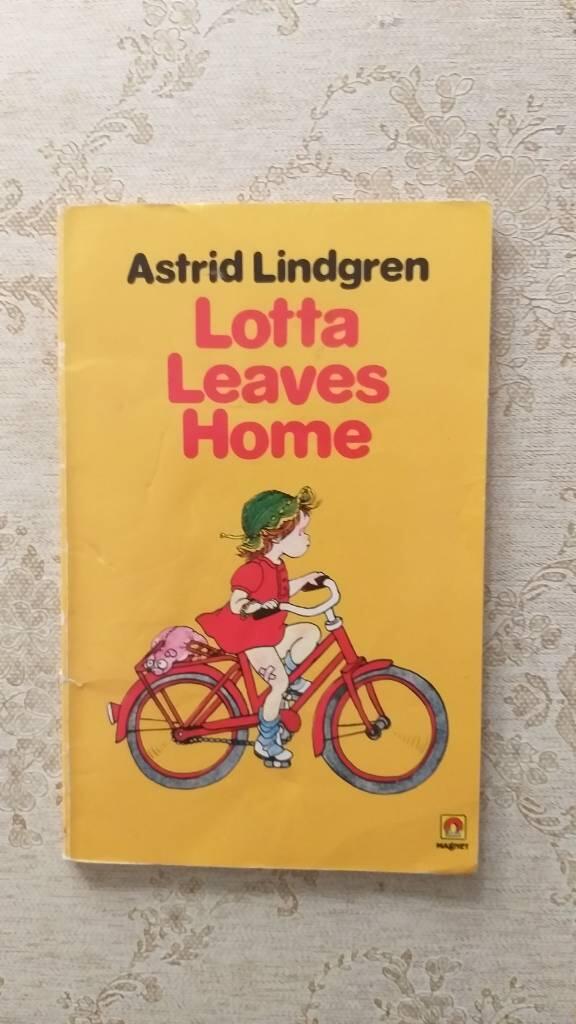 Astrid Lindgren
Lotta
Leaves
Home
MAGNET